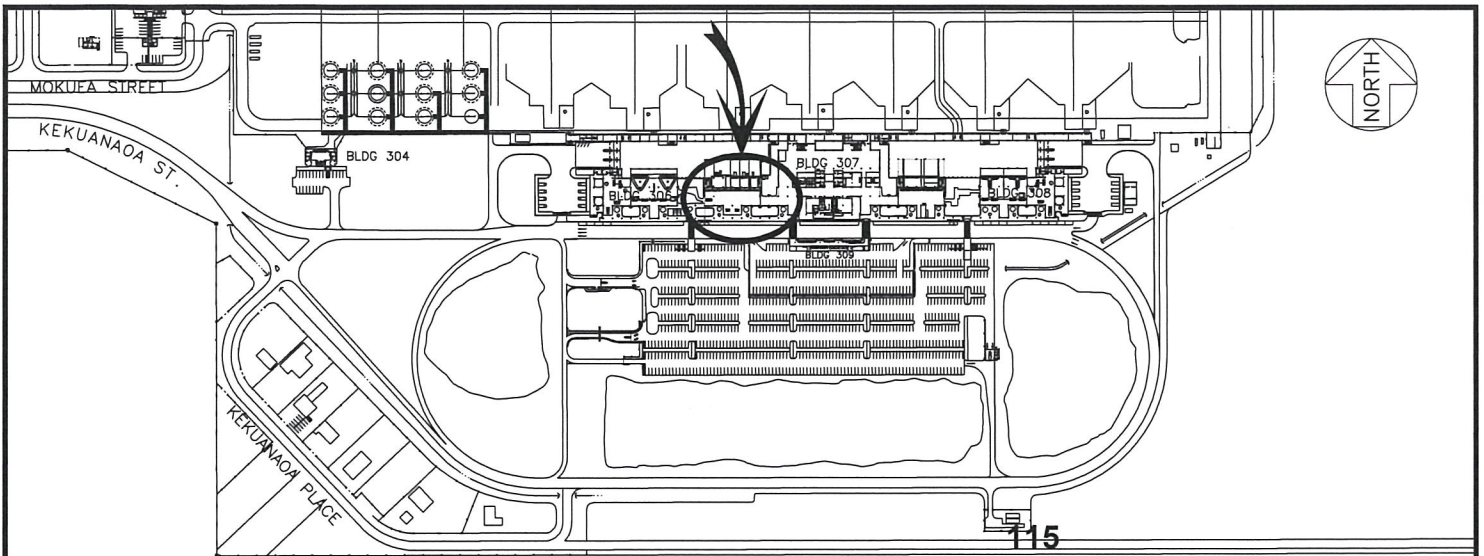 MOKUEA STREET
NORTH
KEKUANAOA ST.
BLDG 304
BLDG 307
BLDG 306
BLDG 308
BLDG 309
KEKUANAOA PLACE
115